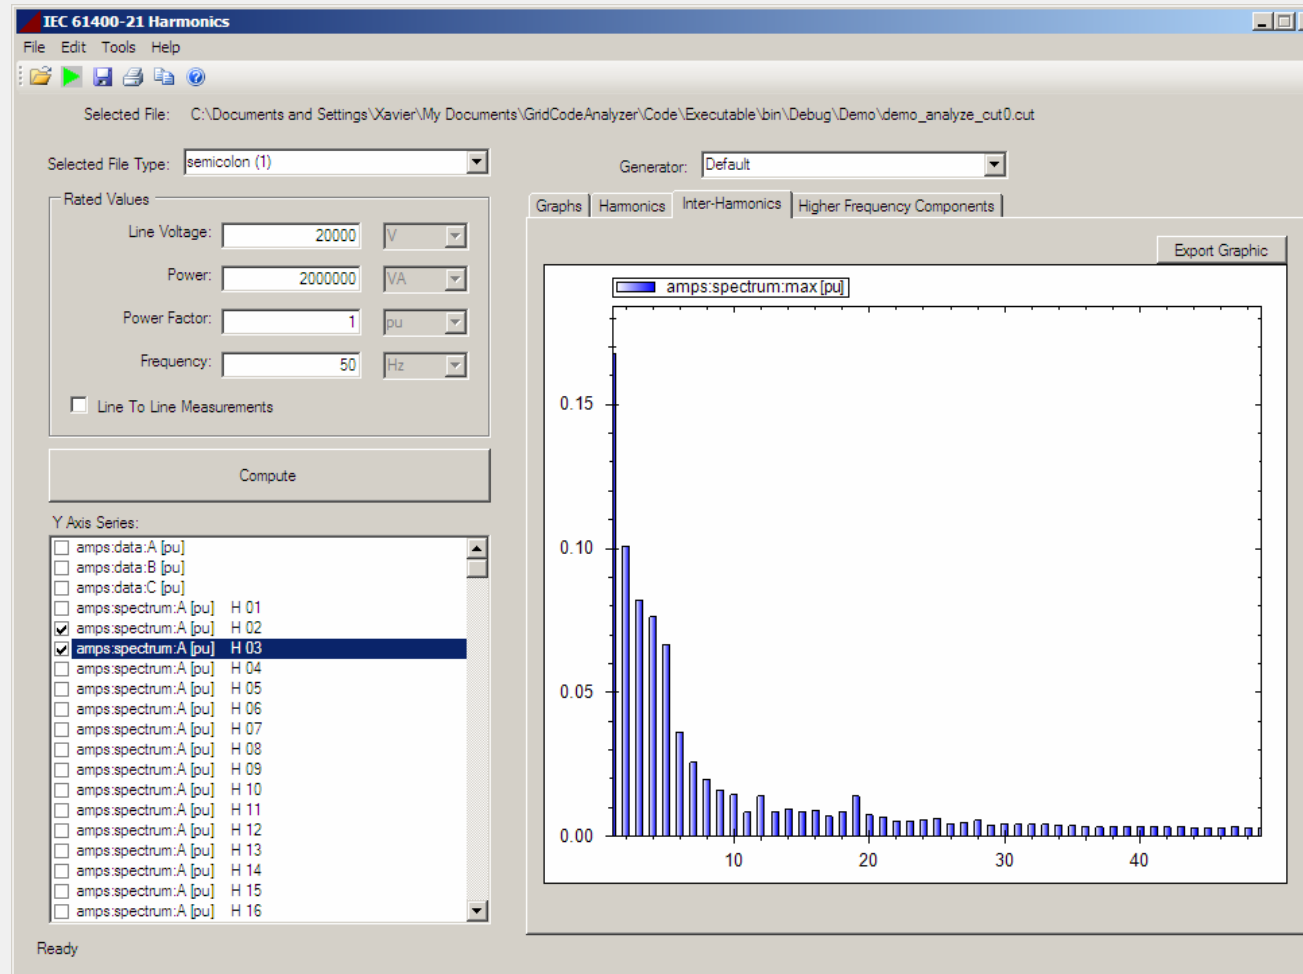 IEC 61400-21 Harmonics
File Edit Tools Help
Selected File: C:\Documents and Settings\Xavier\My Documents\GridCodeAnalyzer\Code\Executable\bin\Debug\Demo\demo_analyze_cut0.cut
Selected File Type: semicolon (1)
Generator: Default
Rated Values
Line Voltage: 20000 V
Power: 2000000 VA
Power Factor: 1 pu
Frequency: 50 Hz
Line To Line Measurements
Compute
Y Axis Series:
amps:data:A [pu]
amps:data:B [pu]
amps:data:C [pu]
amps:spectrum:A [pu] H 01
amps:spectrum:A [pu] H 02
amps:spectrum:A [pu] H 03
amps:spectrum:A [pu] H 04
amps:spectrum:A [pu] H 05
amps:spectrum:A [pu] H 06
amps:spectrum:A [pu] H 07
amps:spectrum:A [pu] H 08
amps:spectrum:A [pu] H 09
amps:spectrum:A [pu] H 10
amps:spectrum:A [pu] H 11
amps:spectrum:A [pu] H 12
amps:spectrum:A [pu] H 13
amps:spectrum:A [pu] H 14
amps:spectrum:A [pu] H 15
amps:spectrum:A [pu] H 16
Graphs Harmonics Inter-Harmonics Higher Frequency Components
Export Graphic
amps:spectrum:max [pu]
0.15
0.10
0.05
0.00
10 20 30 40
Ready